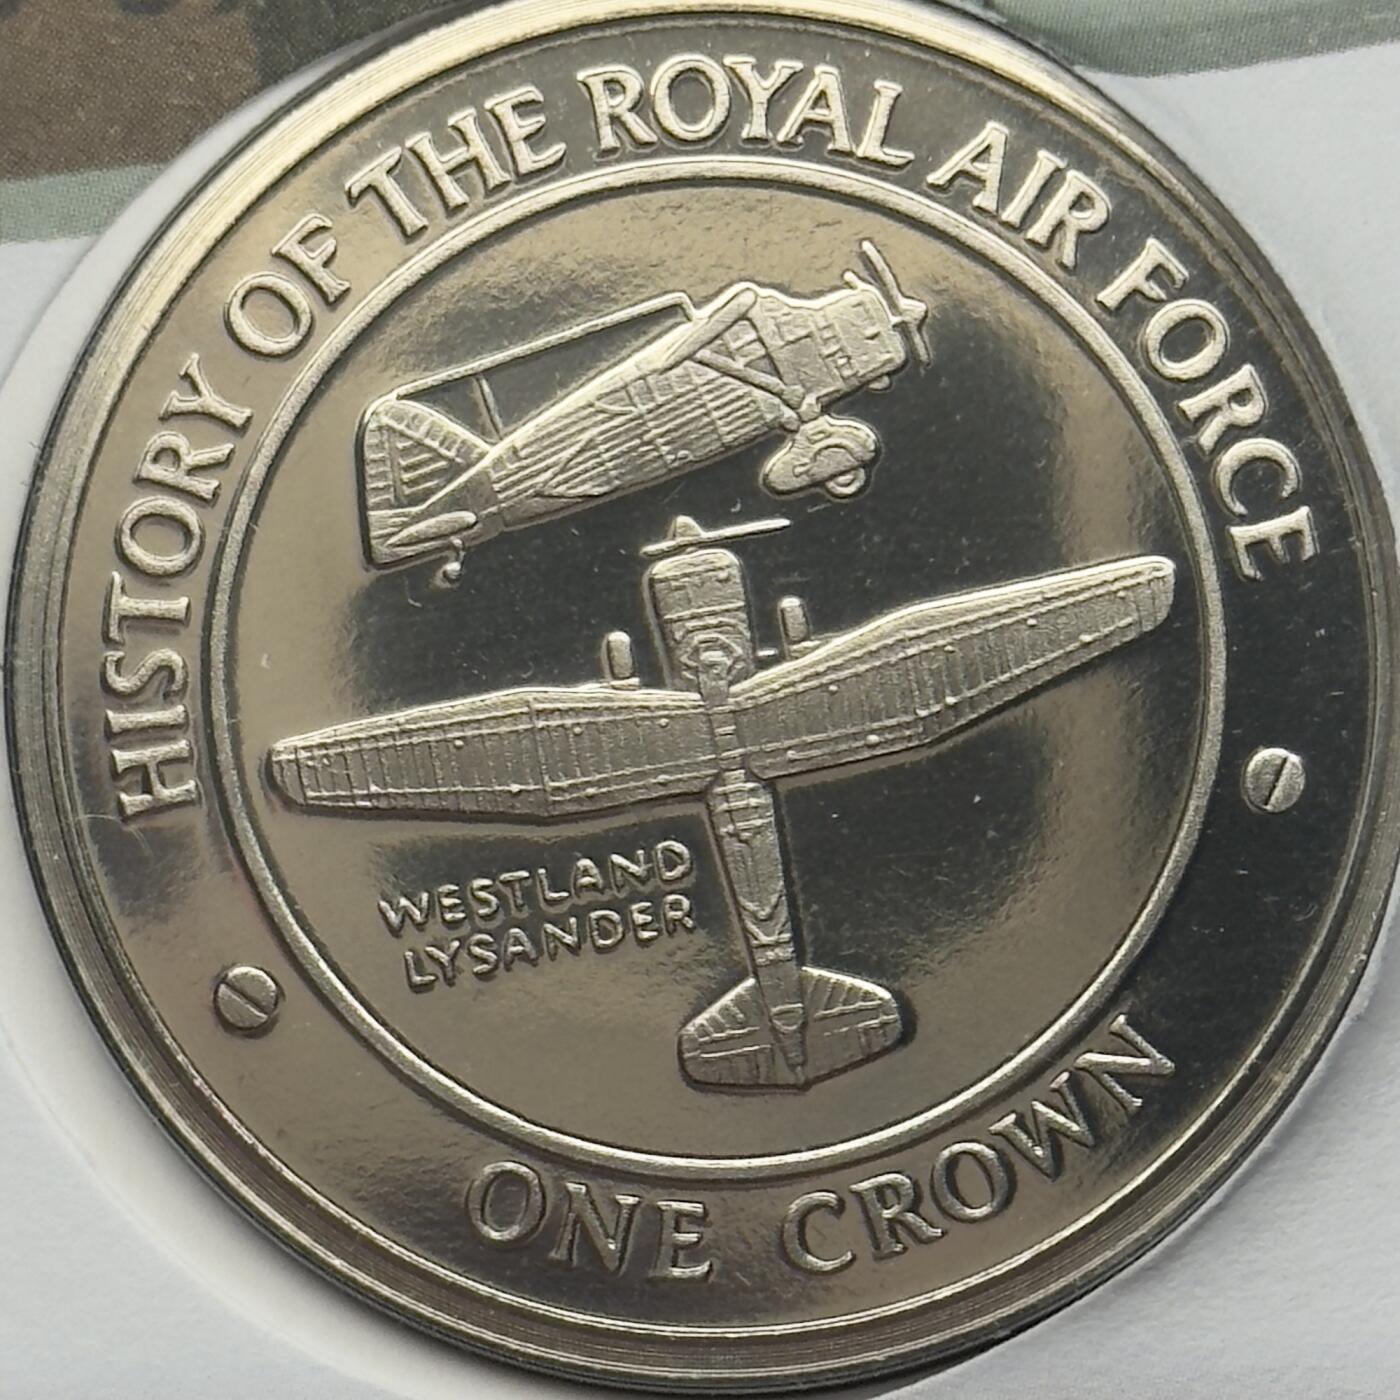 HISTORY OF THE ROYAL AIR FORCE
WESTLAND
LYSANDER
ONE CROWN